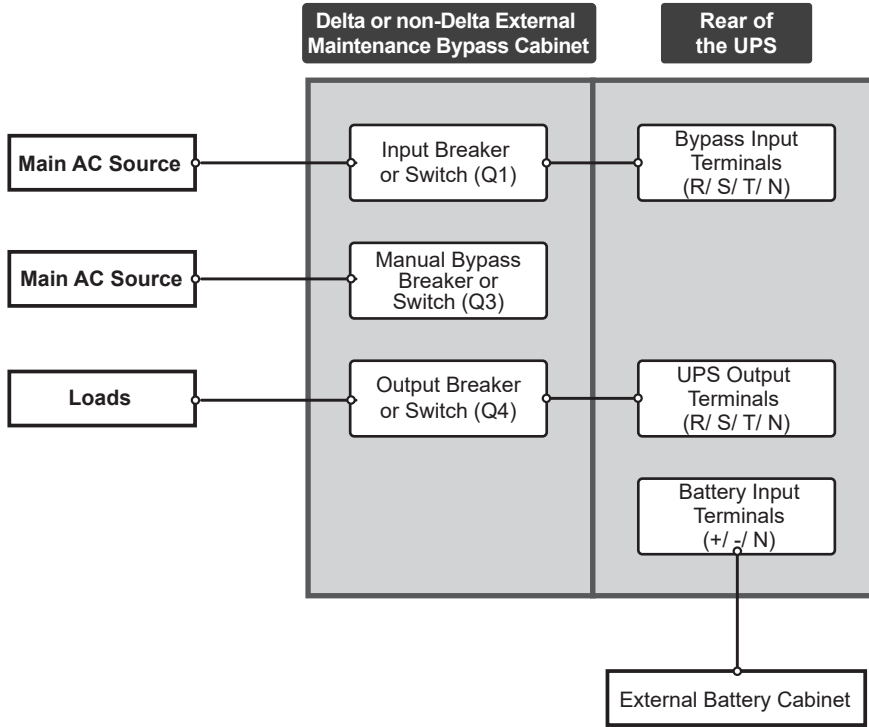 Delta or non-Delta External
Maintenance Bypass Cabinet
Rear of
the UPS
Main AC Source
Input Breaker
or Switch (Q1)
Bypass Input
Terminals
(R/ S/ T/ N)
Main AC Source
Manual Bypass
Breaker or
Switch (Q3)
Loads
Output Breaker
or Switch (Q4)
UPS Output
Terminals
(R/ S/ T/ N)
Battery Input
Terminals
(+/ -/ N)
External Battery Cabinet